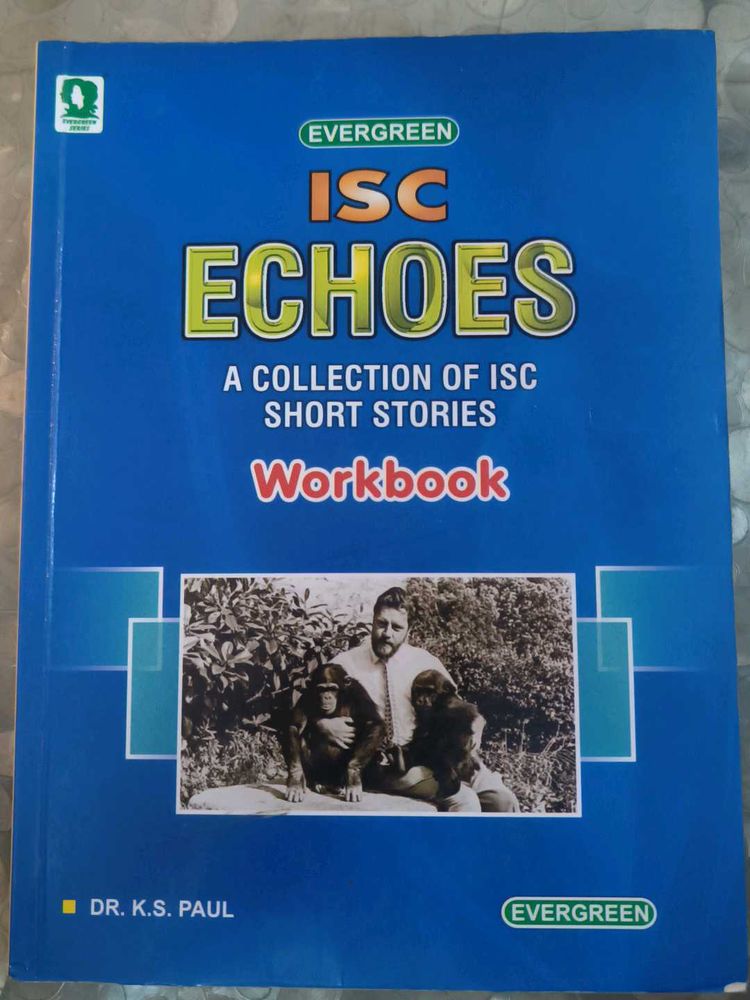 EVERGREEN
SERIES
EVERGREEN
ISC
ECHOES
A COLLECTION OF ISC
SHORT STORIES
Workbook
DR. K.S. PAUL
EVERGREEN